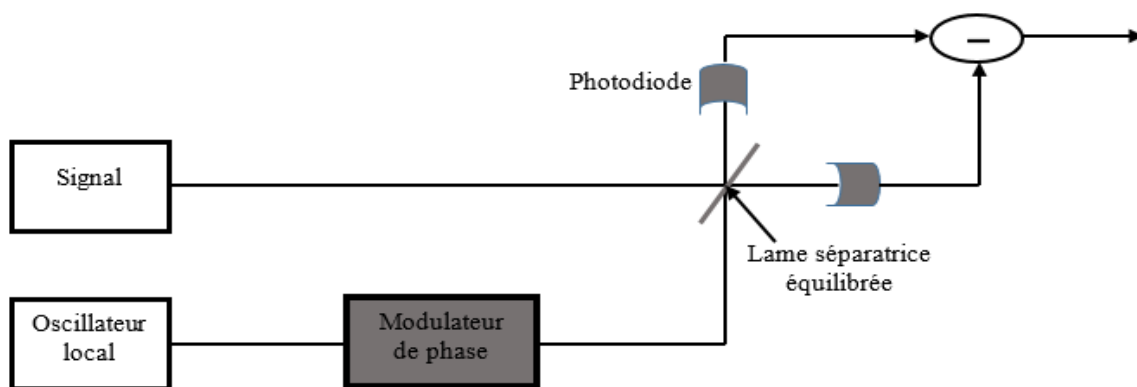 Photodiode
Signal
Lame séparatrice
équilibrée
Oscillateur
local
Modulateur
de phase